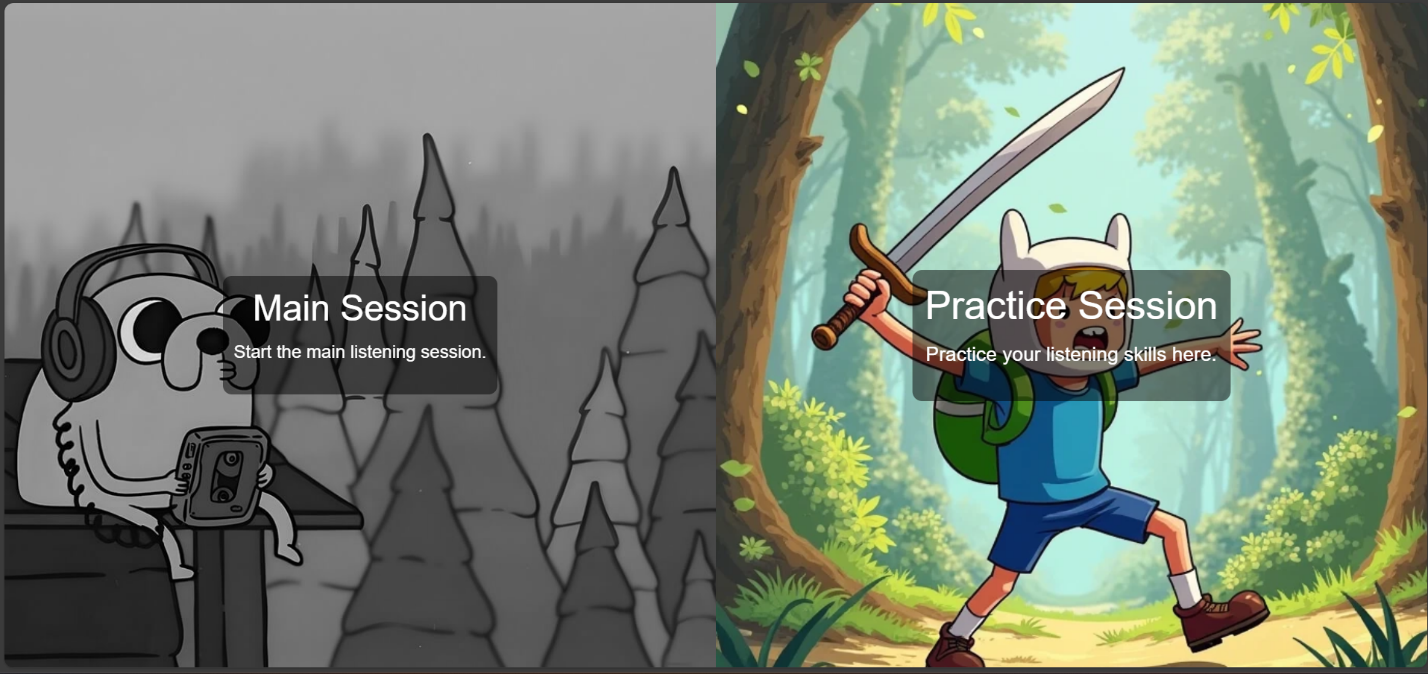 Main Session
Start the main listening session.
Practice Session
Practice your listening skills here.